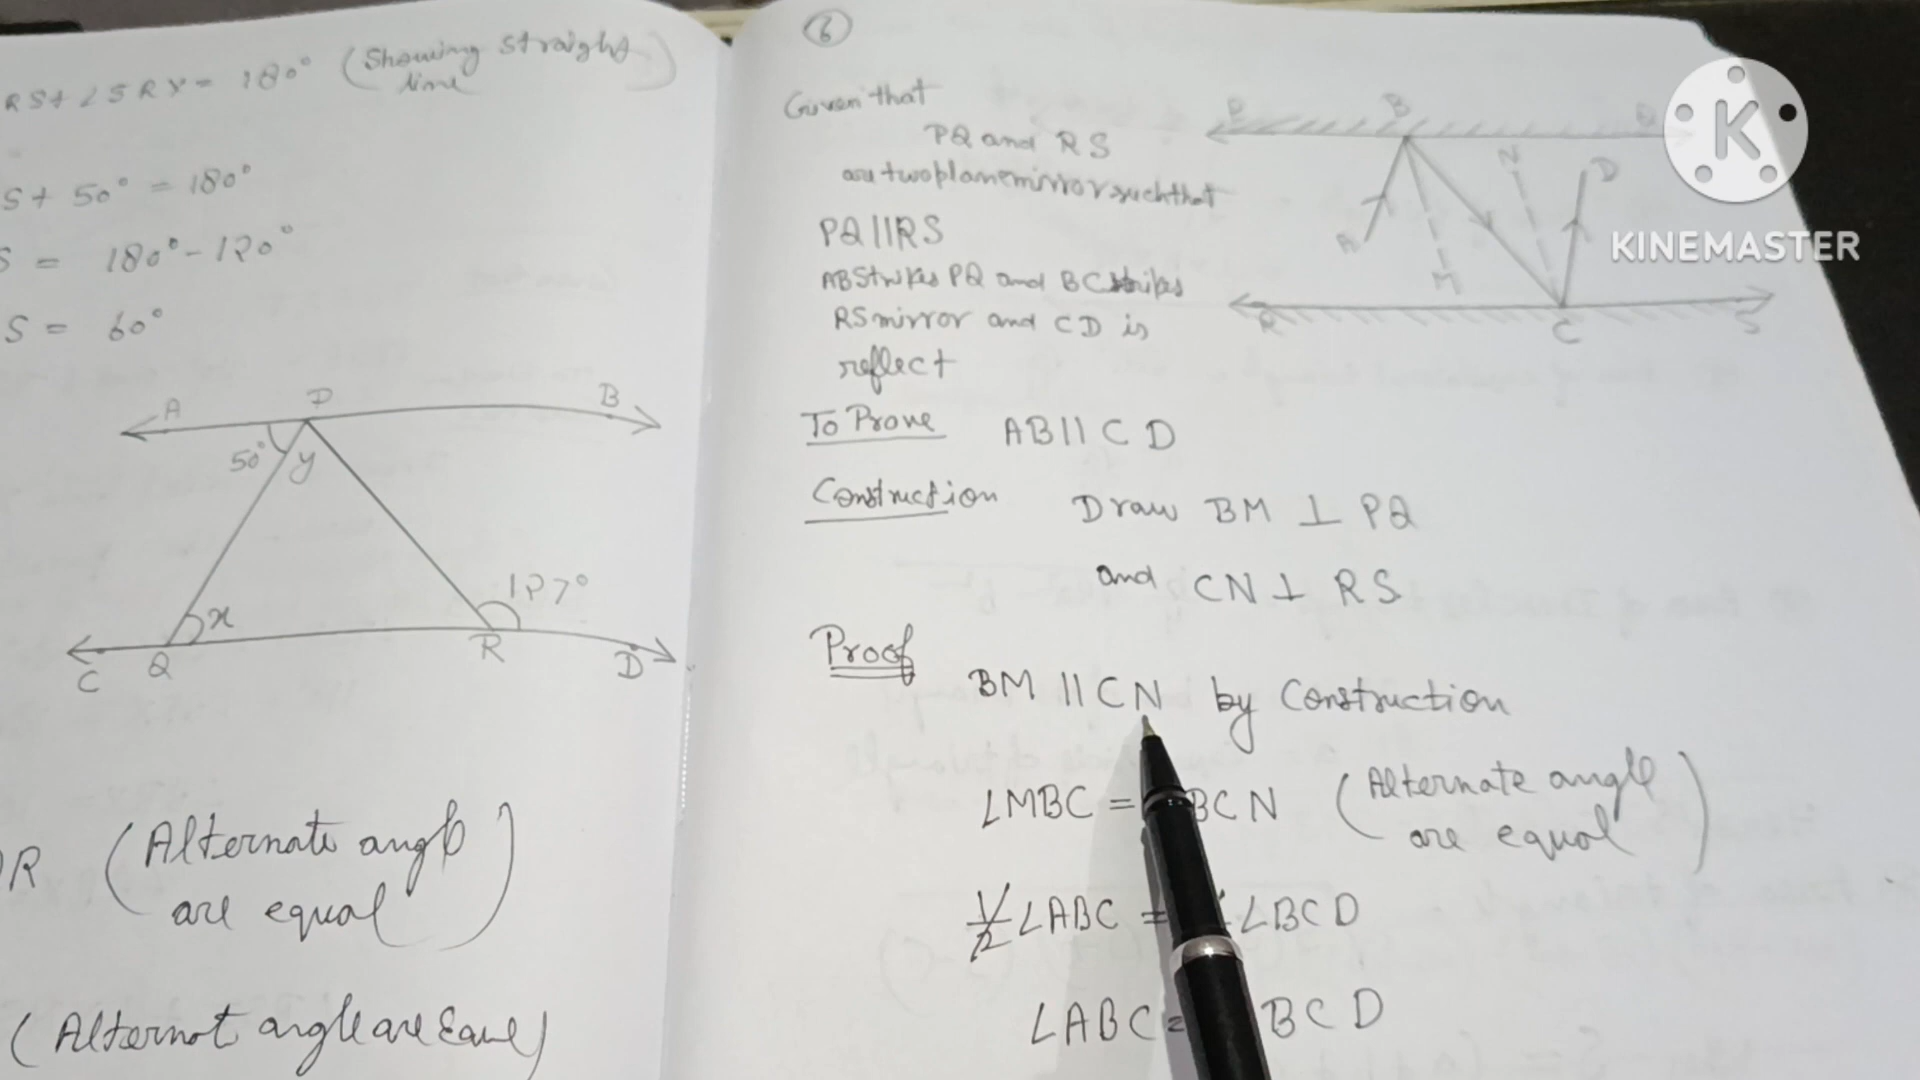 RS + ∠SRY = 180° (Showing straight
line)
S + 50° = 180°
S = 180° - 120°
S = 60°
A P B
50° y
x 127°
C Q R D
R (Alternate angle
are equal)
(Alternat angle are Equal)
6
Given that
PQ and RS
are two plane mirror such that
PQ || RS
AB Strikes PQ and BC strikes
RS mirror and CD is
reflect
P B Q
N D
A M
R C S
K
KINEMASTER
To Prove AB || CD
Construction Draw BM ⊥ PQ
and CN ⊥ RS
Proof
BM || CN by Construction
∠MBC = BCN (Alternate angle
are equal)
1/2 ∠ABC = ∠BCD
∠ABC = BCD